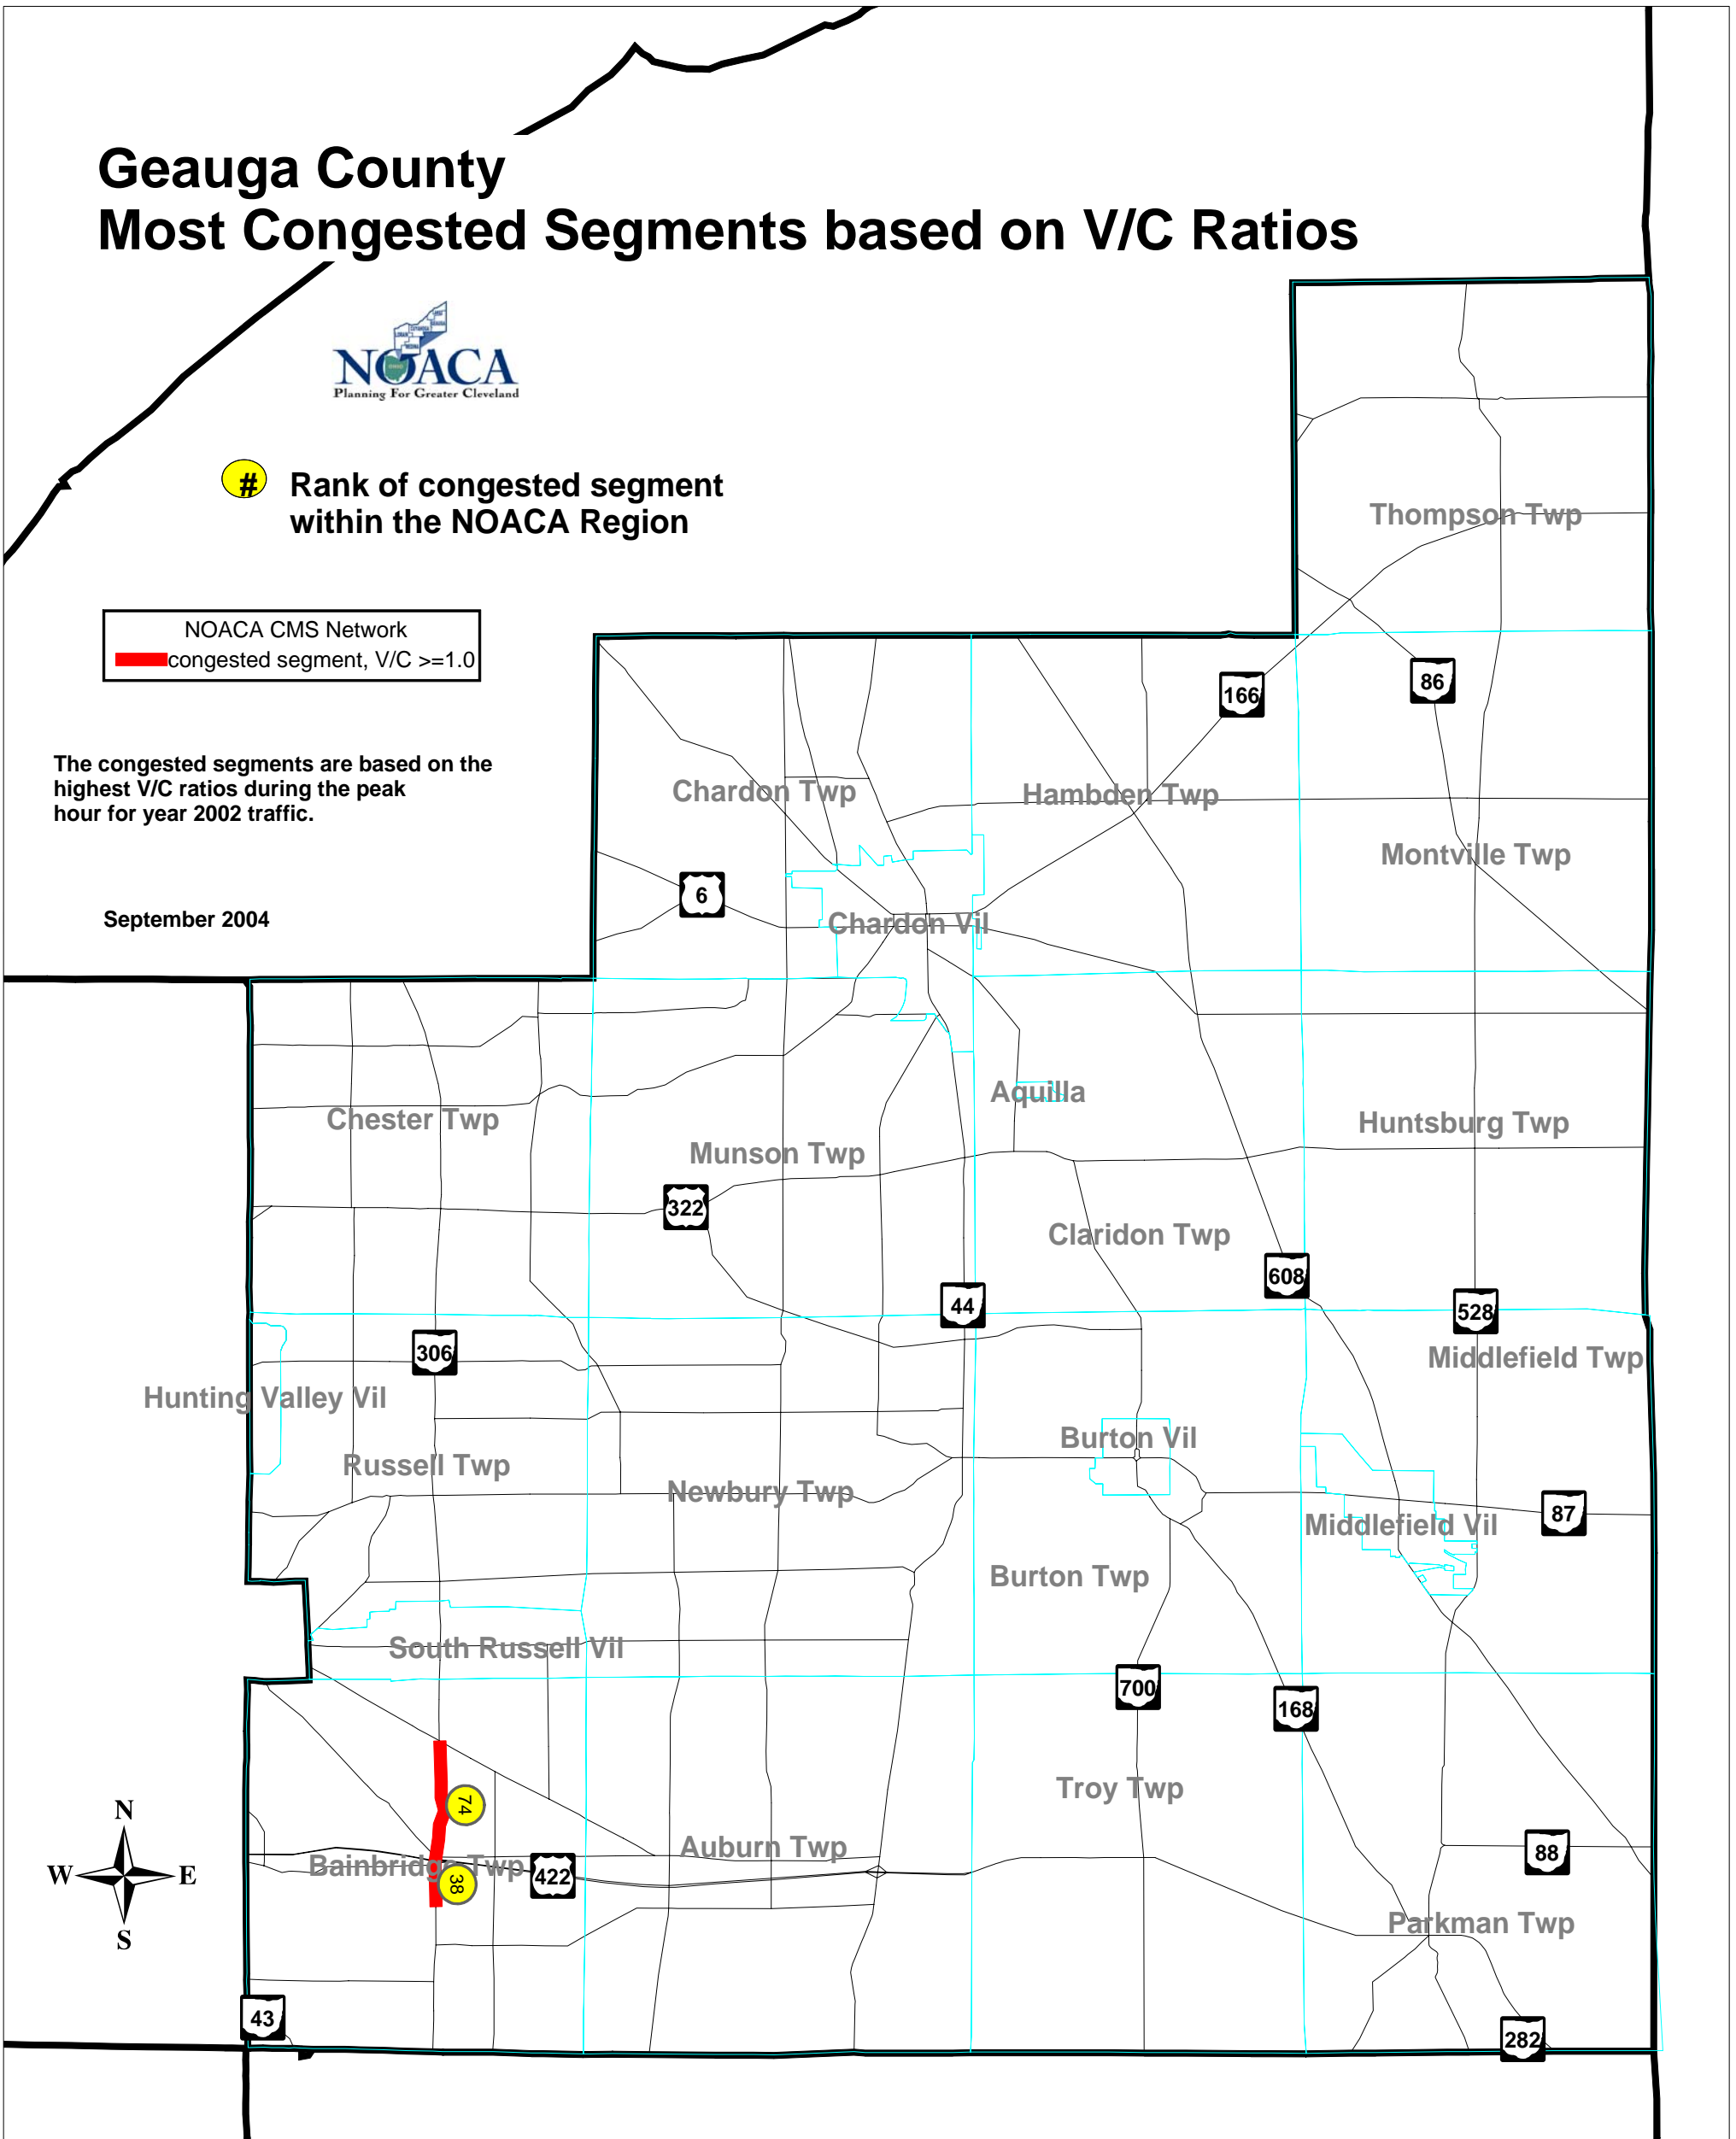 Geauga County
Most Congested Segments based on V/C Ratios
NOACA
Planning For Greater Cleveland
# Rank of congested segment
within the NOACA Region
NOACA CMS Network
congested segment, V/C >=1.0
The congested segments are based on the
highest V/C ratios during the peak
hour for year 2002 traffic.
September 2004
Thompson Twp
166
86
Chardon Twp
Hambden Twp
Montville Twp
6
Chardon Vil
Aquilla
Chester Twp
Huntsburg Twp
Munson Twp
322
Claridon Twp
608
44
528
306
Middlefield Twp
Hunting Valley Vil
Burton Vil
Russell Twp
Newbury Twp
87
Middlefield Vil
Burton Twp
South Russell Vil
700
168
74
Troy Twp
N
W E
S
Auburn Twp
88
Bainbridge Twp
422
38
Parkman Twp
43
282